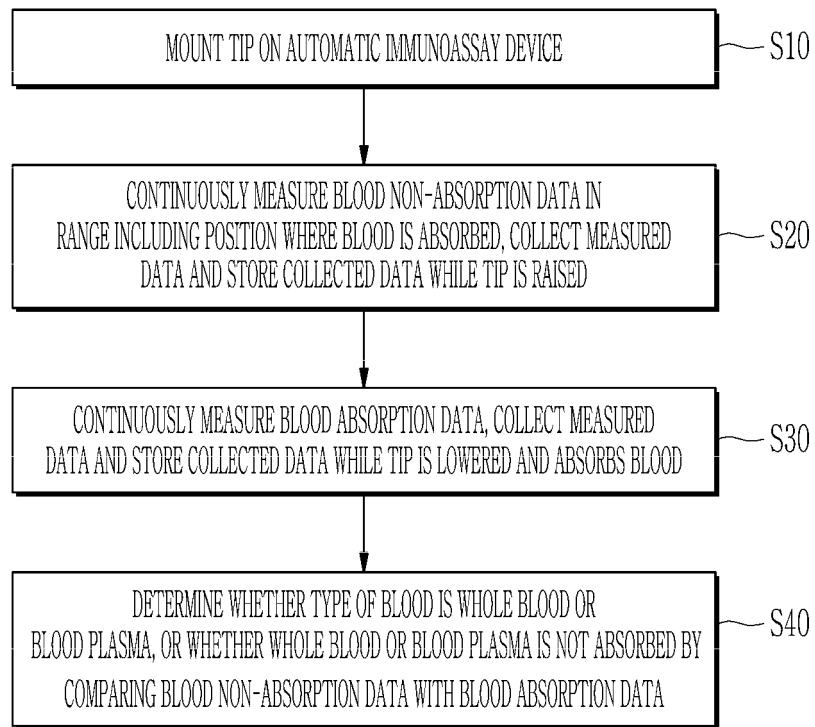 MOUNT TIP ON AUTOMATIC IMMUNOASSAY DEVICE
S10
CONTINUOUSLY MEASURE BLOOD NON-ABSORPTION DATA IN
RANGE INCLUDING POSITION WHERE BLOOD IS ABSORBED, COLLECT MEASURED
DATA AND STORE COLLECTED DATA WHILE TIP IS RAISED
S20
CONTINUOUSLY MEASURE BLOOD ABSORPTION DATA, COLLECT MEASURED
DATA AND STORE COLLECTED DATA WHILE TIP IS LOWERED AND ABSORBS BLOOD
S30
DETERMINE WHETHER TYPE OF BLOOD IS WHOLE BLOOD OR
BLOOD PLASMA, OR WHETHER WHOLE BLOOD OR BLOOD PLASMA IS NOT ABSORBED BY
COMPARING BLOOD NON-ABSORPTION DATA WITH BLOOD ABSORPTION DATA
S40